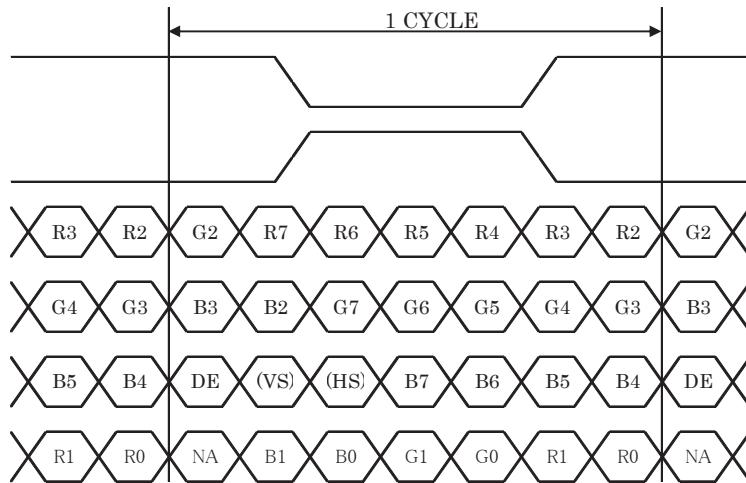 1 CYCLE
R3 R2 G2 R7 R6 R5 R4 R3 R2 G2
G4 G3 B3 B2 G7 G6 G5 G4 G3 B3
B5 B4 DE (VS) (HS) B7 B6 B5 B4 DE
R1 R0 NA B1 B0 G1 G0 R1 R0 NA